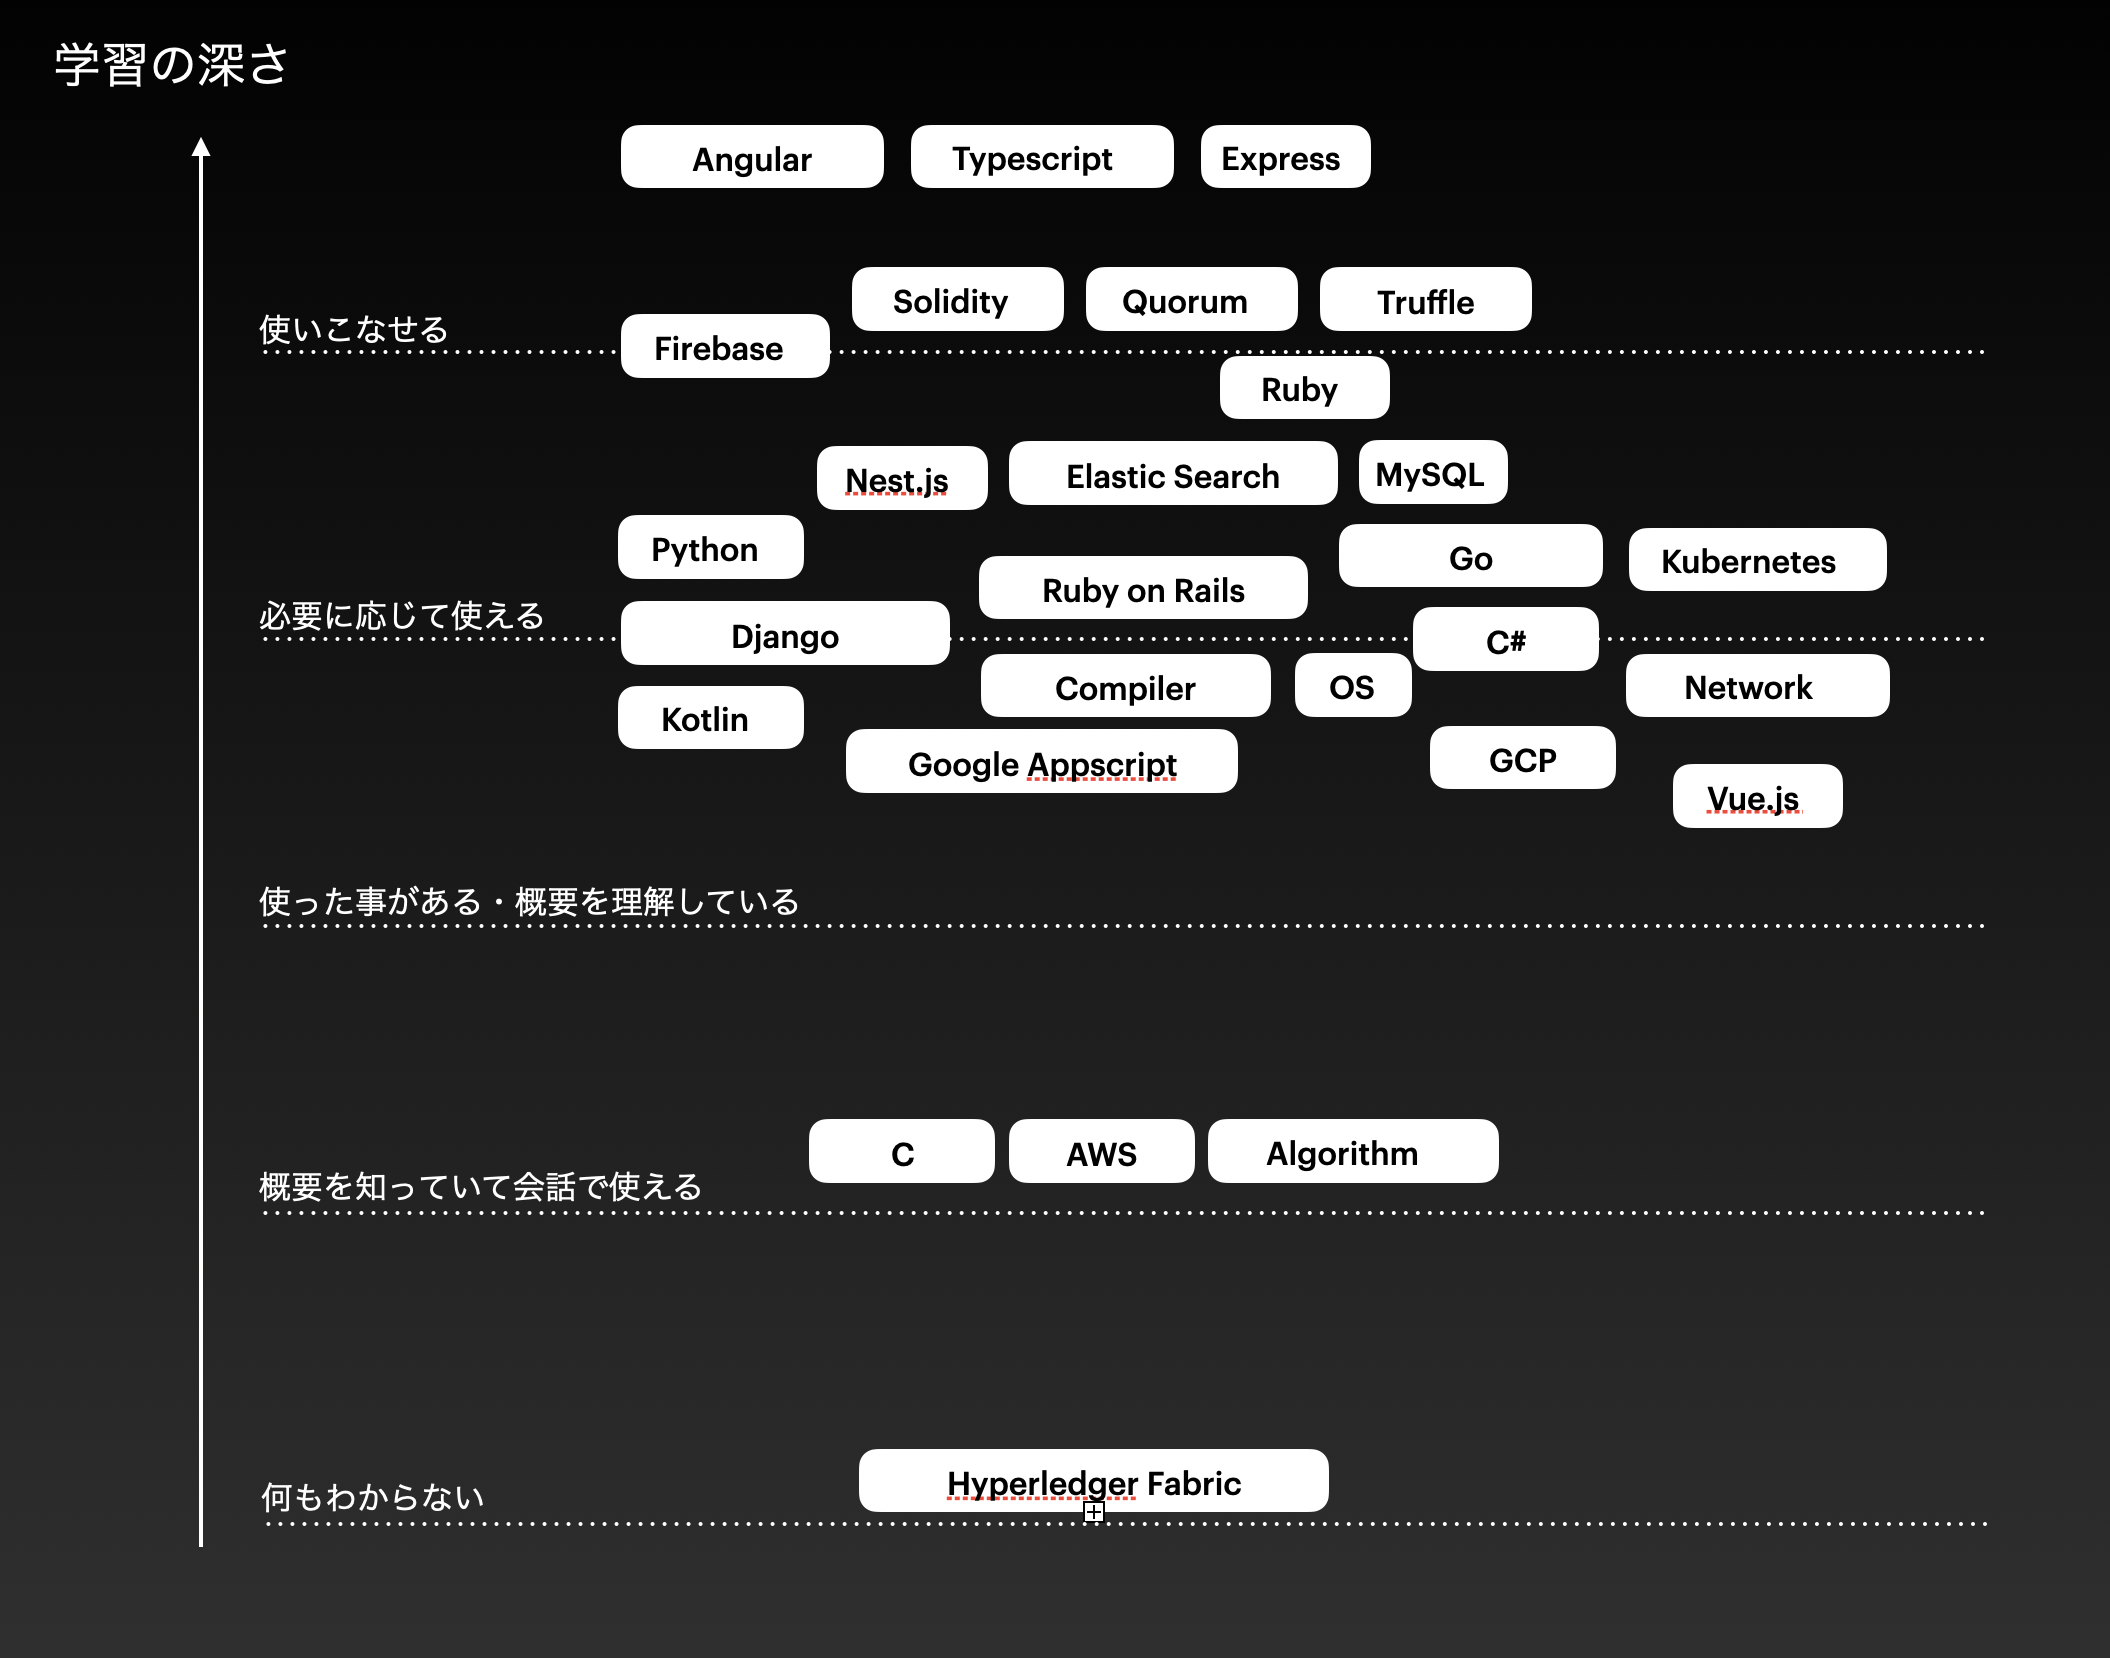 学習の深さ
Angular
Typescript
Express
Solidity
Quorum
Truffle
使いこなせる
Firebase
Ruby
Nest.js
Elastic Search
MySQL
Python
Ruby on Rails
Go
Kubernetes
必要に応じて使える
Django
C#
Compiler
OS
Network
Kotlin
Google Appscript
GCP
Vue.js
使った事がある・概要を理解している
C
AWS
Algorithm
概要を知っていて会話で使える
Hyperledger Fabric
何もわからない